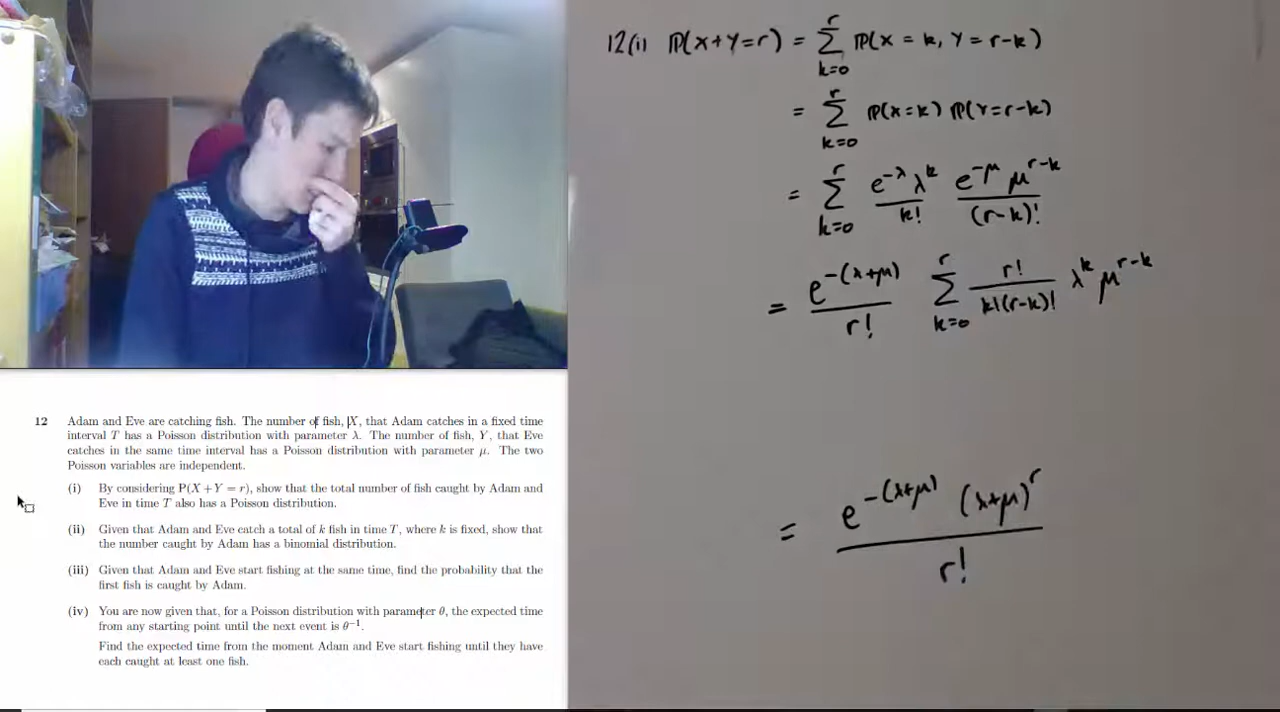 12(i) P(X+Y=r) = ∑_{k=0}^{r} P(X = k, Y = r-k)
= ∑_{k=0}^{r} P(X=k) P(Y=r-k)
= ∑_{k=0}^{r} \frac{e^{-λ} λ^k}{k!} \frac{e^{-μ} μ^{r-k}}{(r-k)!}
= \frac{e^{-(λ+μ)}}{r!} ∑_{k=0}^{r} \frac{r!}{k!(r-k)!} λ^k μ^{r-k}
= \frac{e^{-(λ+μ)} (λ+μ)^r}{r!}
12 Adam and Eve are catching fish. The number of fish, X, that Adam catches in a fixed time
interval T has a Poisson distribution with parameter λ. The number of fish, Y, that Eve
catches in the same time interval has a Poisson distribution with parameter μ. The two
Poisson variables are independent.
(i) By considering P(X + Y = r), show that the total number of fish caught by Adam and
Eve in time T also has a Poisson distribution.
(ii) Given that Adam and Eve catch a total of k fish in time T, where k is fixed, show that
the number caught by Adam has a binomial distribution.
(iii) Given that Adam and Eve start fishing at the same time, find the probability that the
first fish is caught by Adam.
(iv) You are now given that, for a Poisson distribution with parameter θ, the expected time
from any starting point until the next event is θ^{-1}.
Find the expected time from the moment Adam and Eve start fishing until they have
each caught at least one fish.